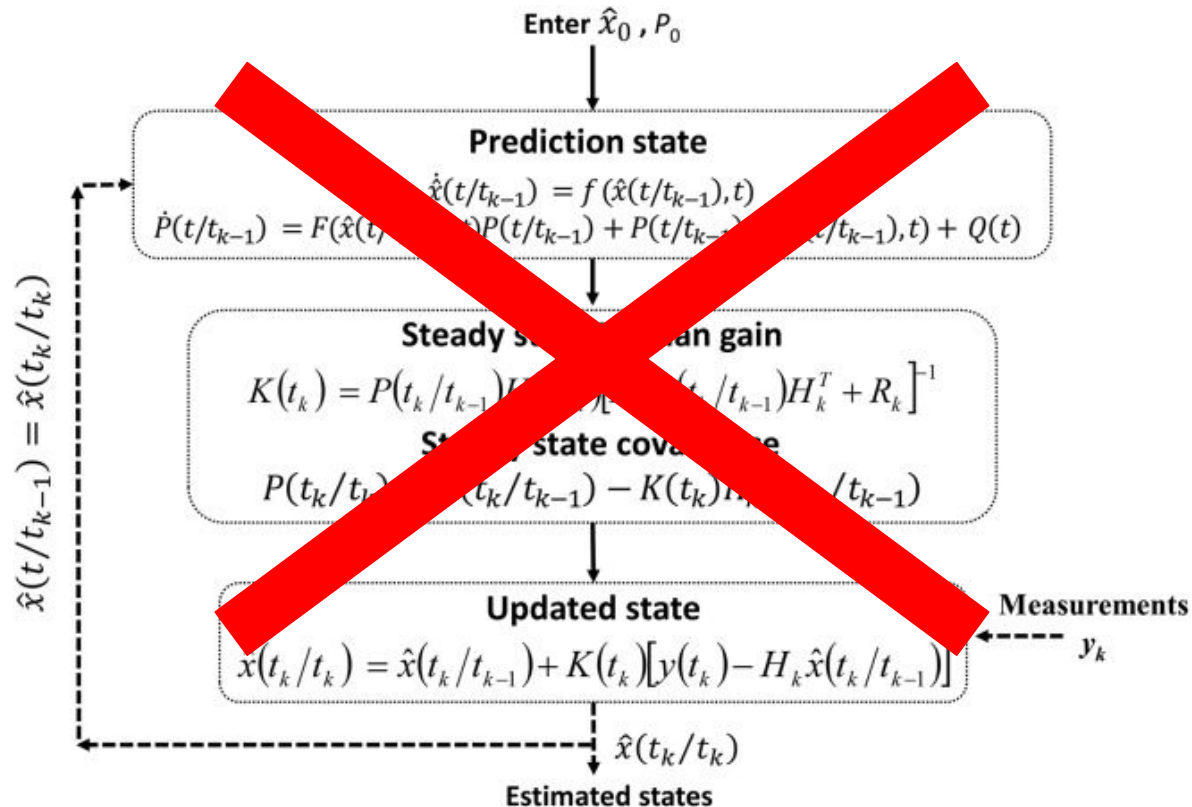 Enter x̂₀ , P₀
Prediction state
ẋ̂(t/tₖ₋₁) = f(x̂(t/tₖ₋₁),t)
Ṗ(t/tₖ₋₁) = F(x̂(t/ t)P(t/tₖ₋₁) + P(t/tₖ₋₁) t/tₖ₋₁),t) + Q(t)
Steady gain
K(tₖ) = P(tₖ/tₖ₋₁)H )[ tₖ/tₖ₋₁)Hₖᵀ + Rₖ]⁻¹
state
P(tₖ/tₖ) (tₖ/tₖ₋₁) − K(tₖ) /tₖ₋₁)
Updated state
x(tₖ/tₖ) = x̂(tₖ/tₖ₋₁) + K(tₖ)[y(tₖ) − Hₖx̂(tₖ/tₖ₋₁)]
Measurements
yₖ
x̂(t/tₖ₋₁) = x̂(tₖ/tₖ)
x̂(tₖ/tₖ)
Estimated states